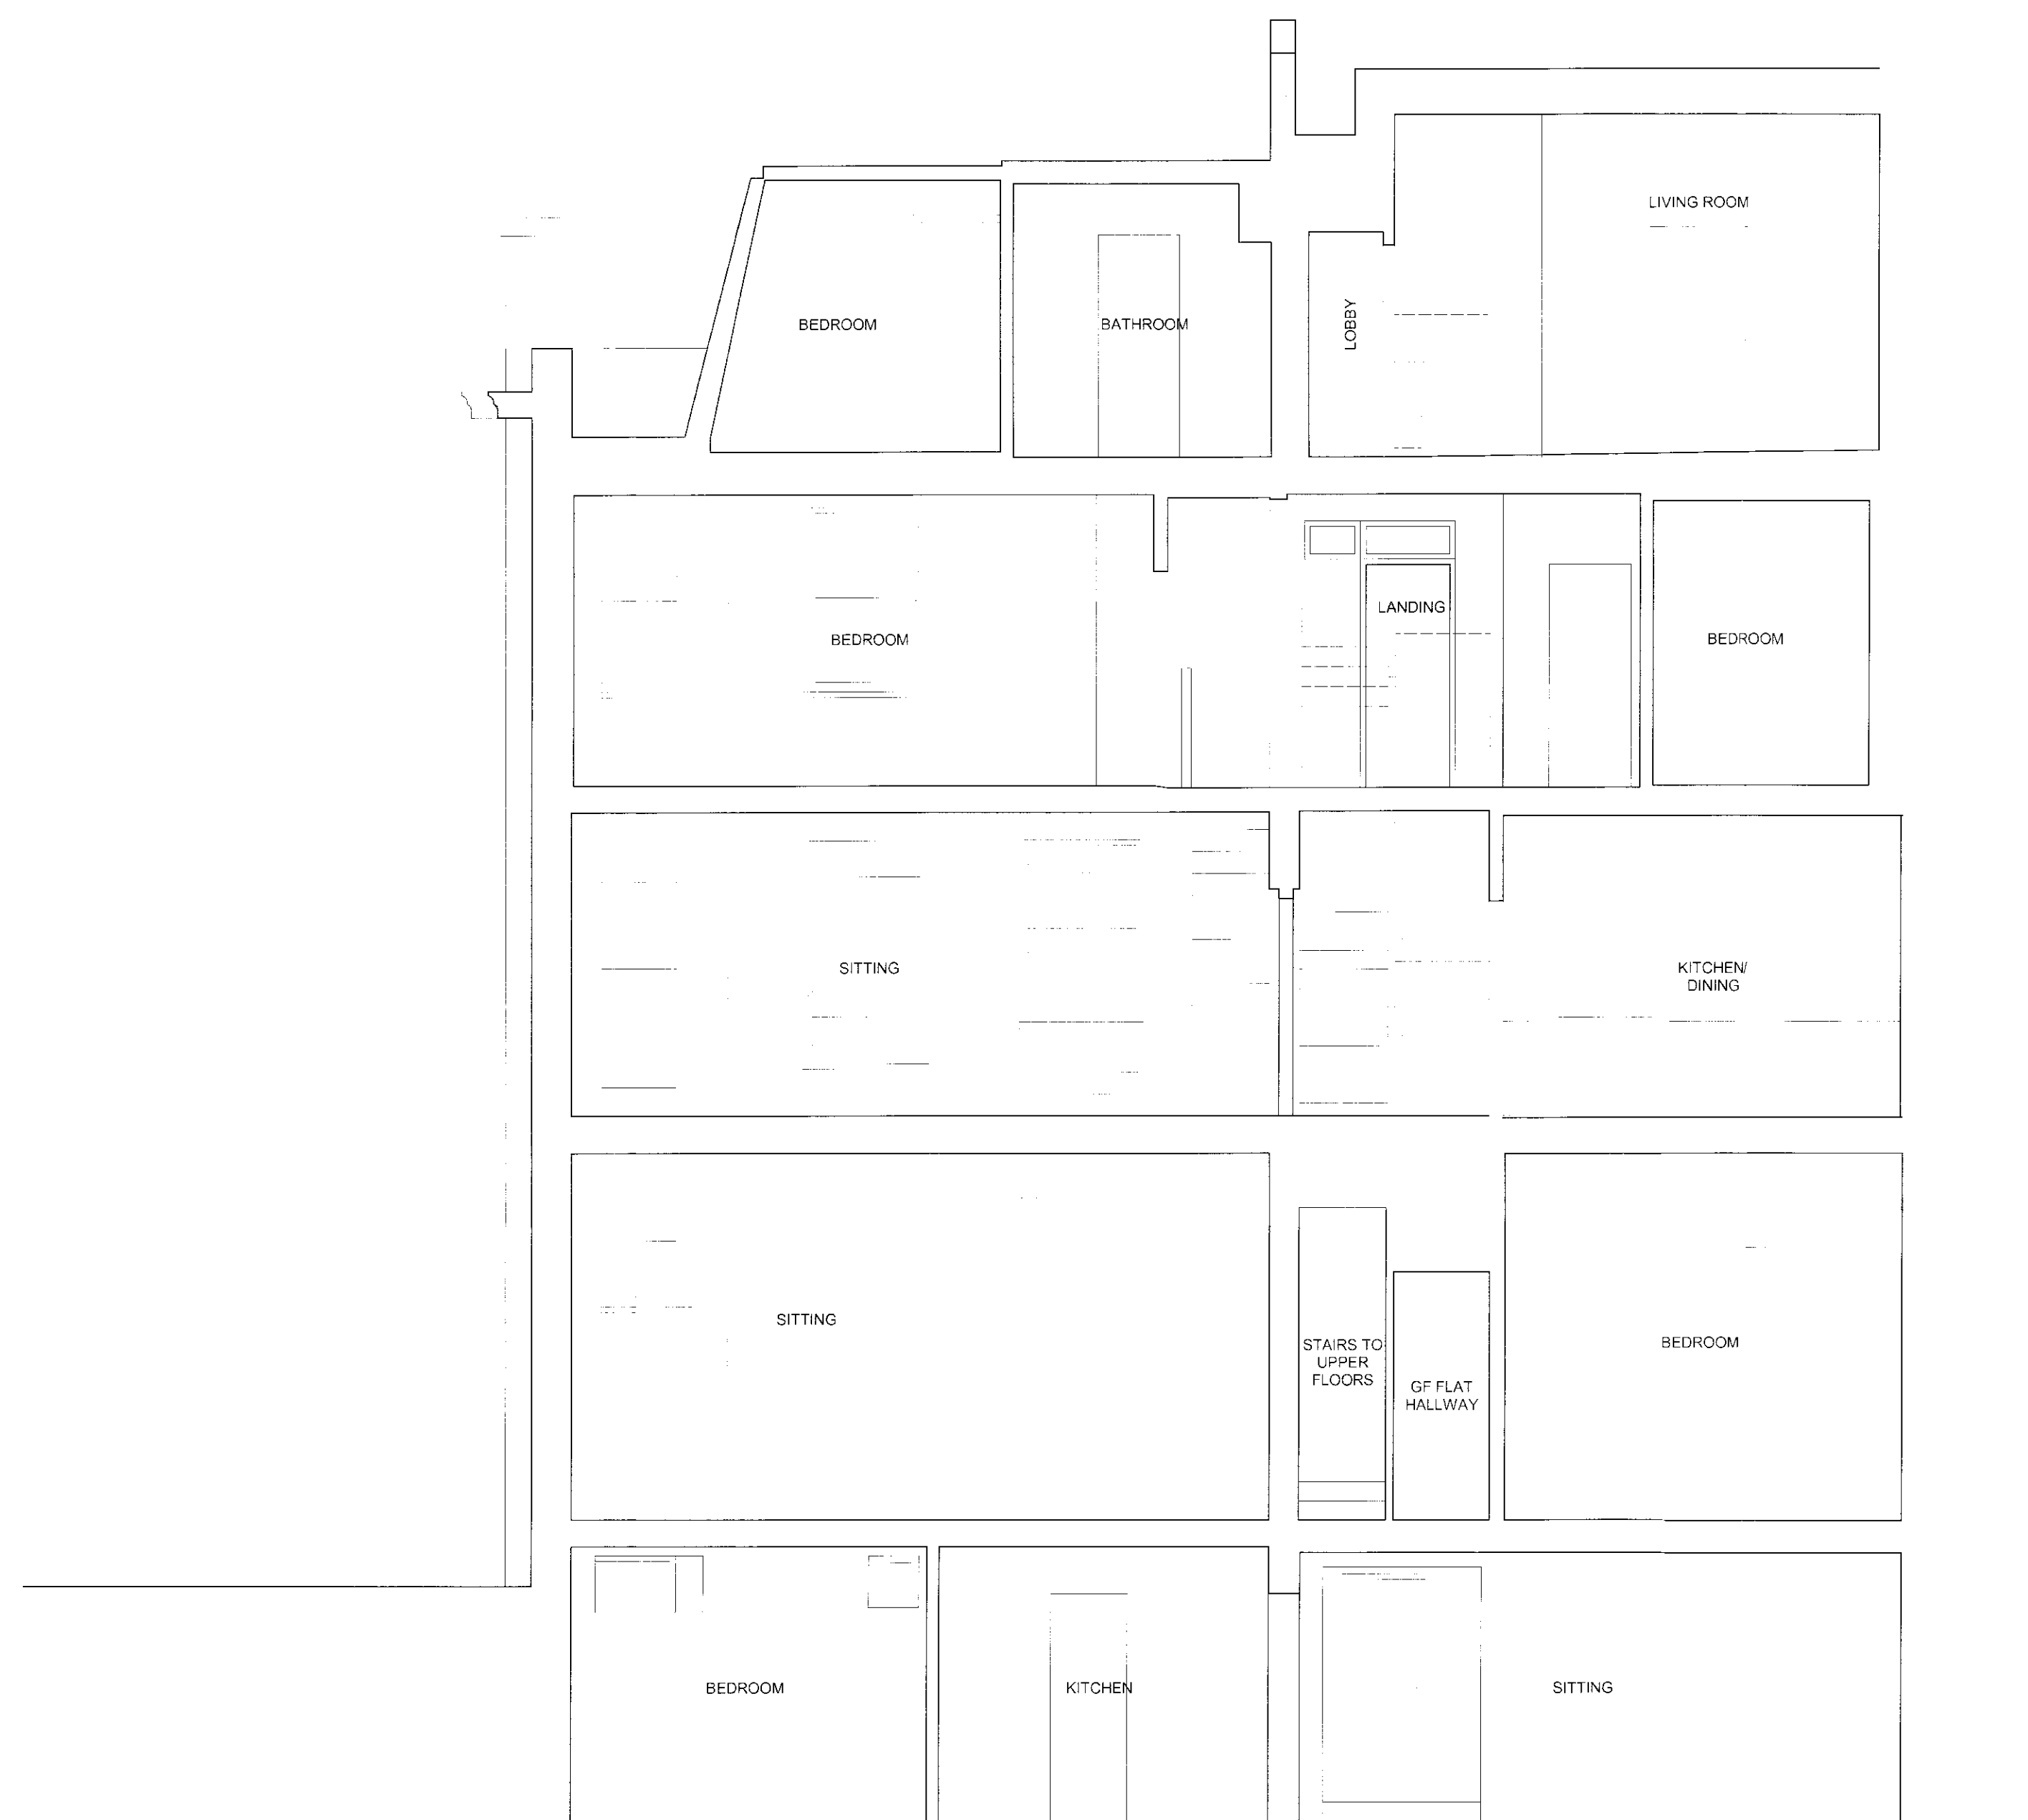 LIVING ROOM
BEDROOM
BATHROOM
LOBBY
LANDING
BEDROOM
BEDROOM
SITTING
KITCHEN/
DINING
SITTING
STAIRS TO
UPPER
FLOORS
GF FLAT
HALLWAY
BEDROOM
BEDROOM
KITCHEN
SITTING